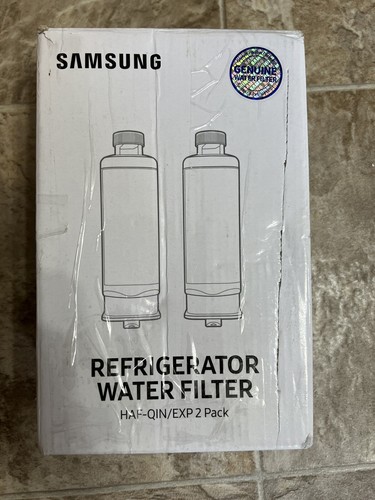 SAMSUNG
GENUINE
WATER FILTER
REFRIGERATOR
WATER FILTER
HAF-QIN/EXP 2 Pack